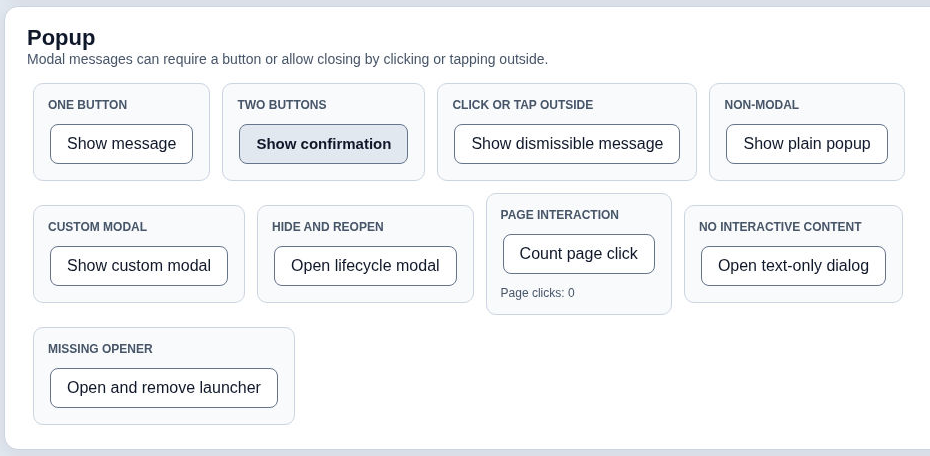 Popup
Modal messages can require a button or allow closing by clicking or tapping outside.
ONE BUTTON
Show message
TWO BUTTONS
Show confirmation
CLICK OR TAP OUTSIDE
Show dismissible message
NON-MODAL
Show plain popup
CUSTOM MODAL
Show custom modal
HIDE AND REOPEN
Open lifecycle modal
PAGE INTERACTION
Count page click
Page clicks: 0
NO INTERACTIVE CONTENT
Open text-only dialog
MISSING OPENER
Open and remove launcher